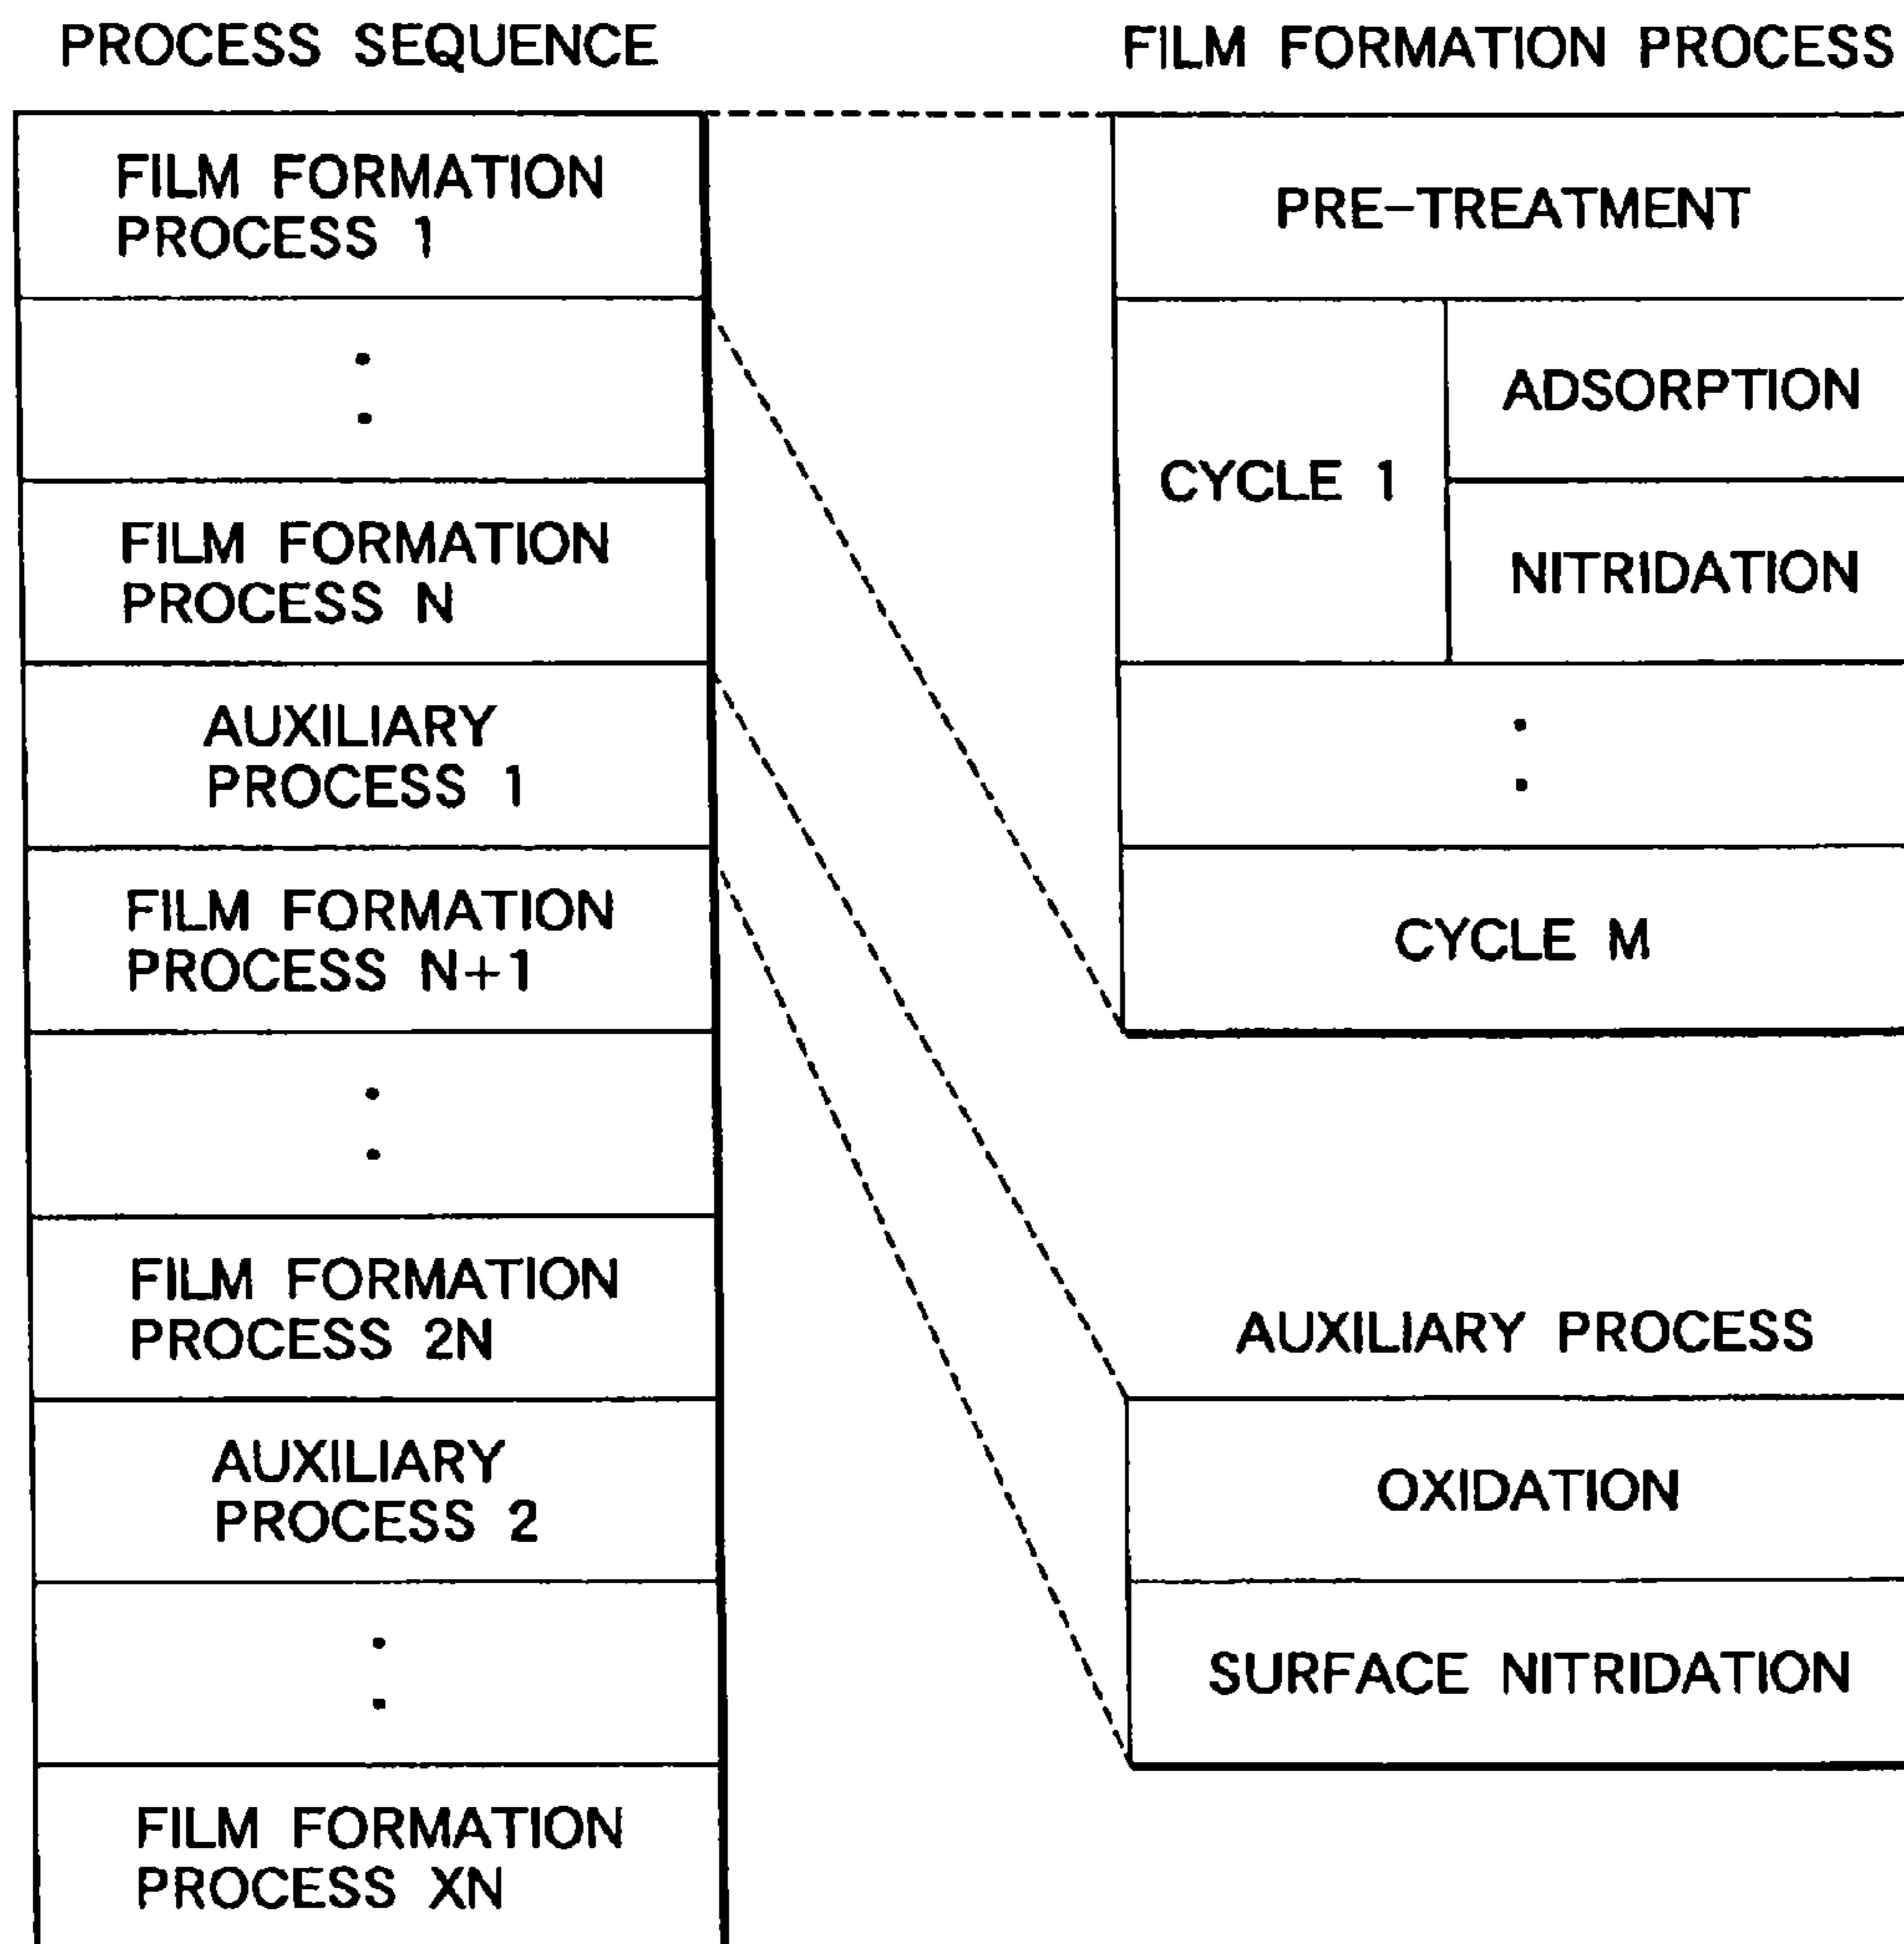 PROCESS SEQUENCE
FILM FORMATION
PROCESS 1
FILM FORMATION
PROCESS N
AUXILIARY
PROCESS 1
FILM FORMATION
PROCESS N+1
FILM FORMATION
PROCESS 2N
AUXILIARY
PROCESS 2
FILM FORMATION
PROCESS XN
FILM FORMATION PROCESS
PRE-TREATMENT
CYCLE 1
ADSORPTION
NITRIDATION
CYCLE M
AUXILIARY PROCESS
OXIDATION
SURFACE NITRIDATION